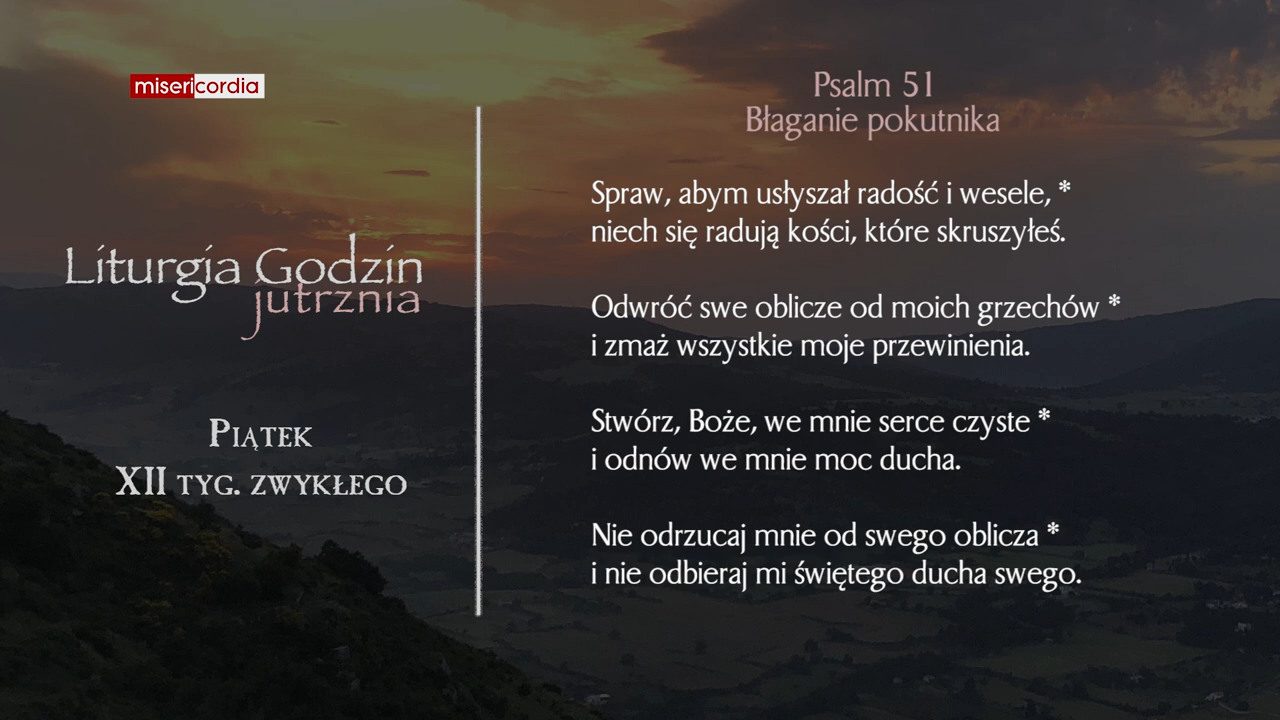 misericordia
Liturgia Godzin
jutrznia
Piątek
XII tyg. zwykłego
Psalm 51
Błaganie pokutnika
Spraw, abym usłyszał radość i wesele, *
niech się radują kości, które skruszyłeś.
Odwróć swe oblicze od moich grzechów *
i zmaż wszystkie moje przewinienia.
Stwórz, Boże, we mnie serce czyste *
i odnów we mnie moc ducha.
Nie odrzucaj mnie od swego oblicza *
i nie odbieraj mi świętego ducha swego.